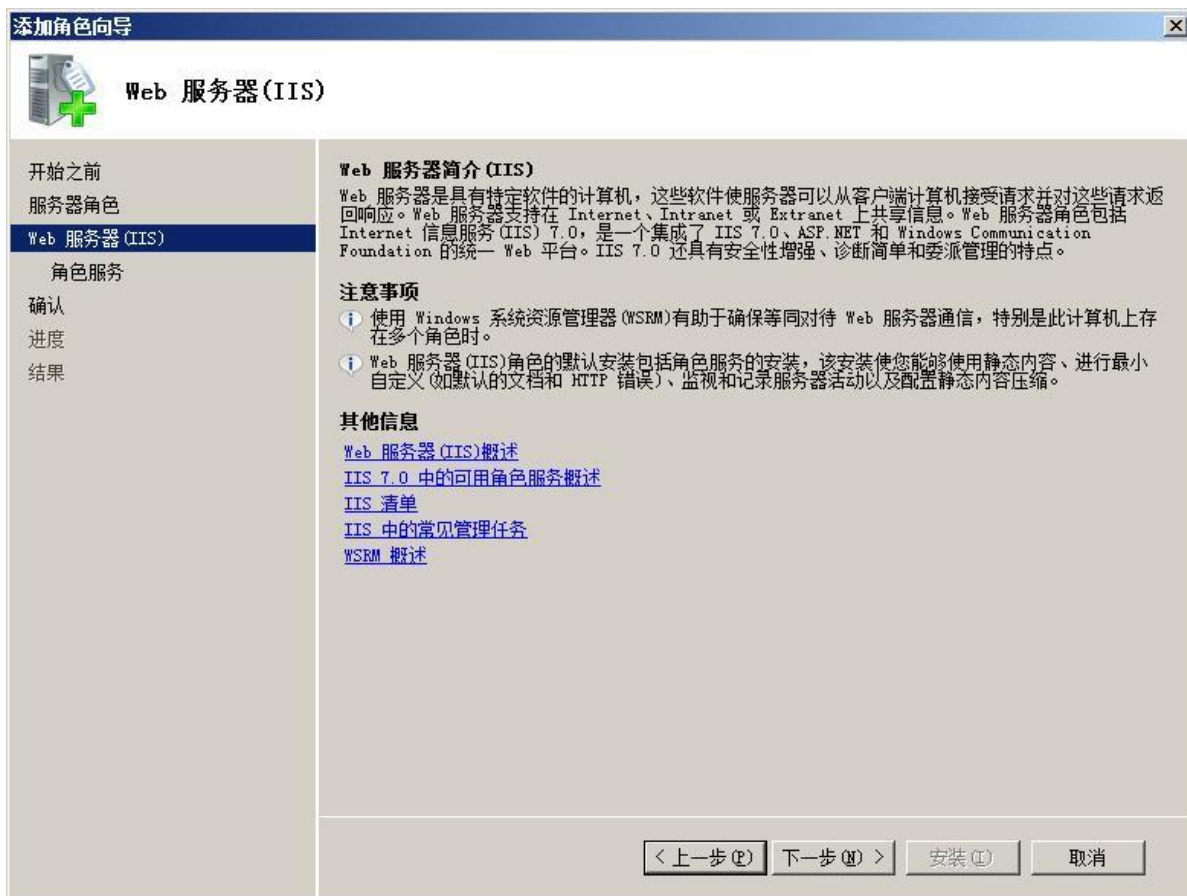 添加角色向导
Web 服务器(IIS)
开始之前
服务器角色
Web 服务器(IIS)
角色服务
确认
进度
结果
Web 服务器简介(IIS)
Web 服务器是具有特定软件的计算机，这些软件使服务器可以从客户端计算机接受请求并对这些请求返
回响应。Web 服务器支持在 Internet、Intranet 或 Extranet 上共享信息。Web 服务器角色包括
Internet 信息服务(IIS) 7.0，是一个集成了 IIS 7.0、ASP.NET 和 Windows Communication
Foundation 的统一 Web 平台。IIS 7.0 还具有安全性增强、诊断简单和委派管理的特点。
注意事项
使用 Windows 系统资源管理器(WSRM)有助于确保等同对待 Web 服务器通信，特别是此计算机上存
在多个角色时。
Web 服务器(IIS)角色的默认安装包括角色服务的安装，该安装使您能够使用静态内容、进行最小
自定义(如默认的文档和 HTTP 错误)、监视和记录服务器活动以及配置静态内容压缩。
其他信息
Web 服务器(IIS)概述
IIS 7.0 中的可用角色服务概述
IIS 清单
IIS 中的常见管理任务
WSRM 概述
< 上一步(P)
下一步(N) >
安装(I)
取消